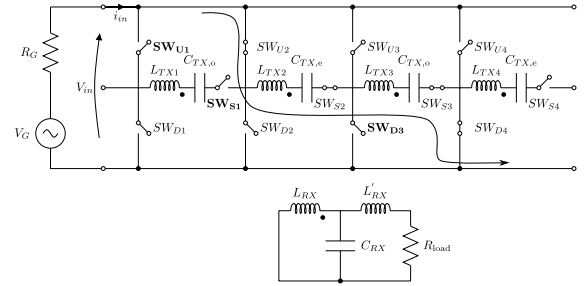 i_in
R_G
SW_U1
SW_U2
SW_U3
SW_U4
V_in
L_TX1
C_TX,o
L_TX2
C_TX,e
L_TX3
C_TX,o
L_TX4
C_TX,e
SW_S1
SW_S2
SW_S3
SW_S4
V_G
SW_D1
SW_D2
SW_D3
SW_D4
L_RX
L'_RX
C_RX
R_load